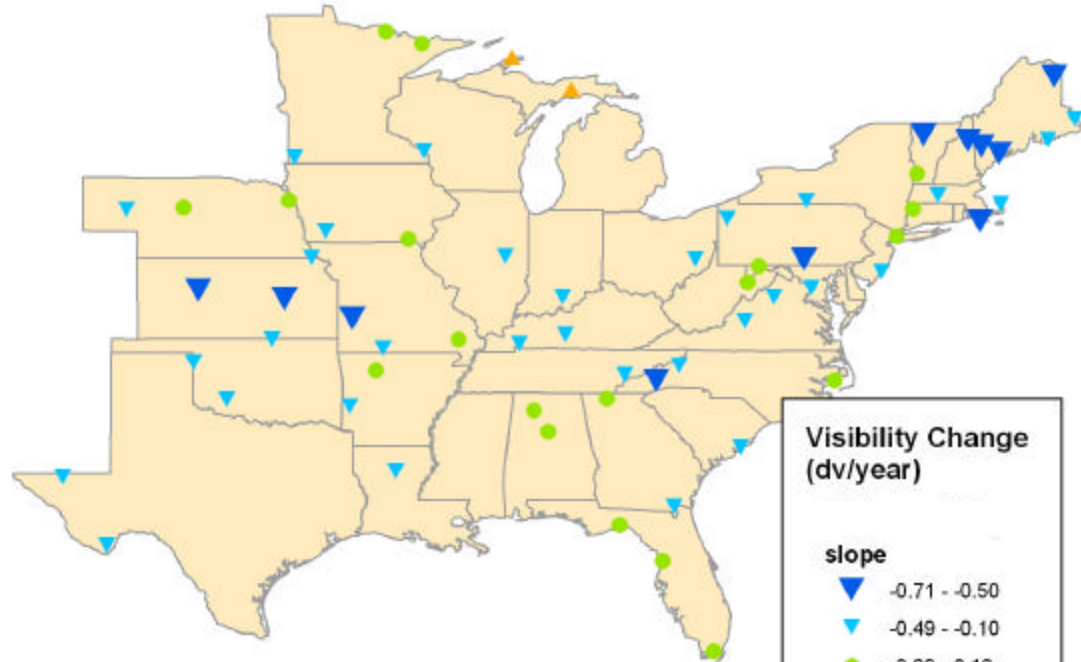 Visibility Change
(dv/year)
slope
-0.71 - -0.50
-0.49 - -0.10